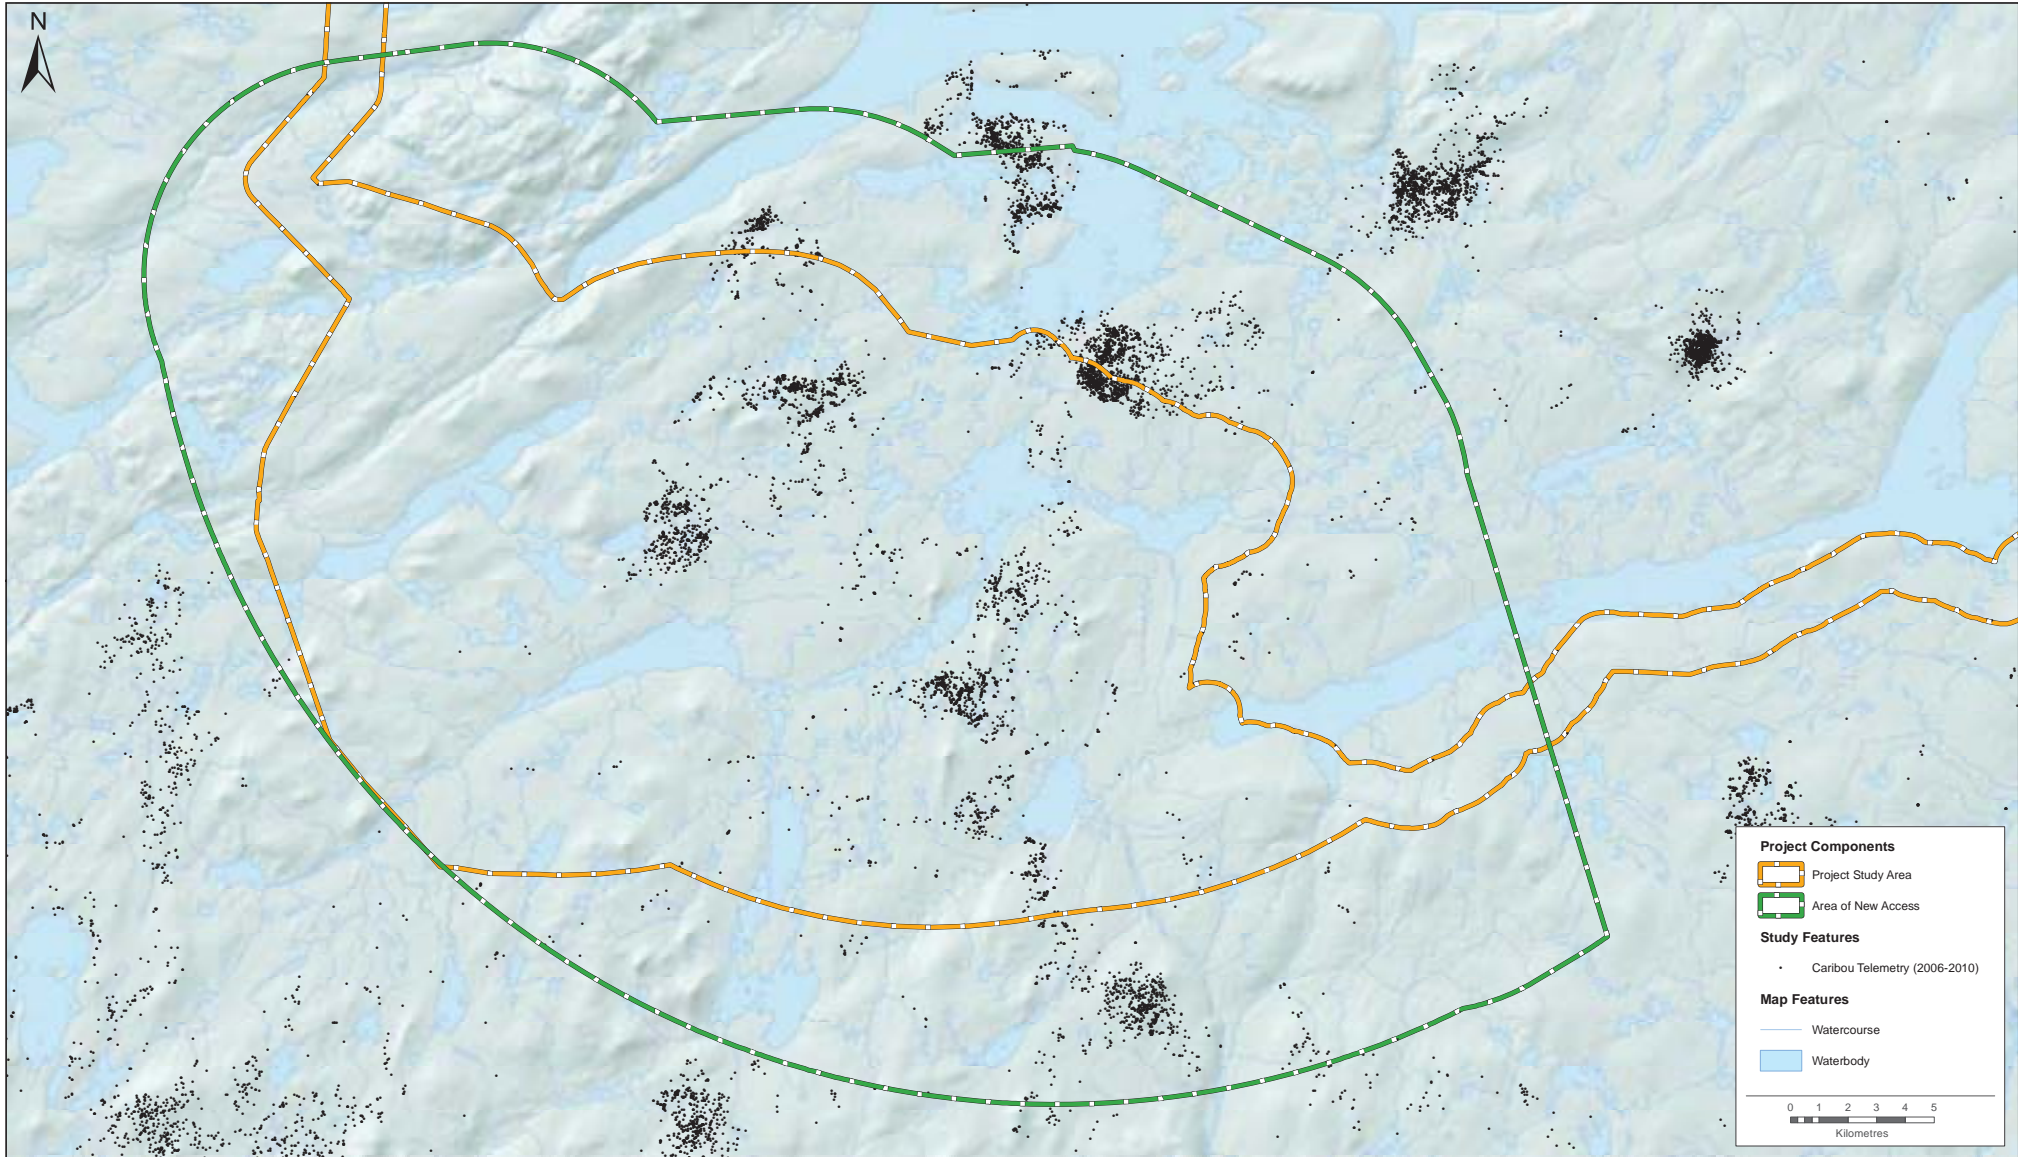 N
Project Components
Project Study Area
Area of New Access
Study Features
Caribou Telemetry (2006-2010)
Map Features
Watercourse
Waterbody
0 1 2 3 4 5
Kilometres